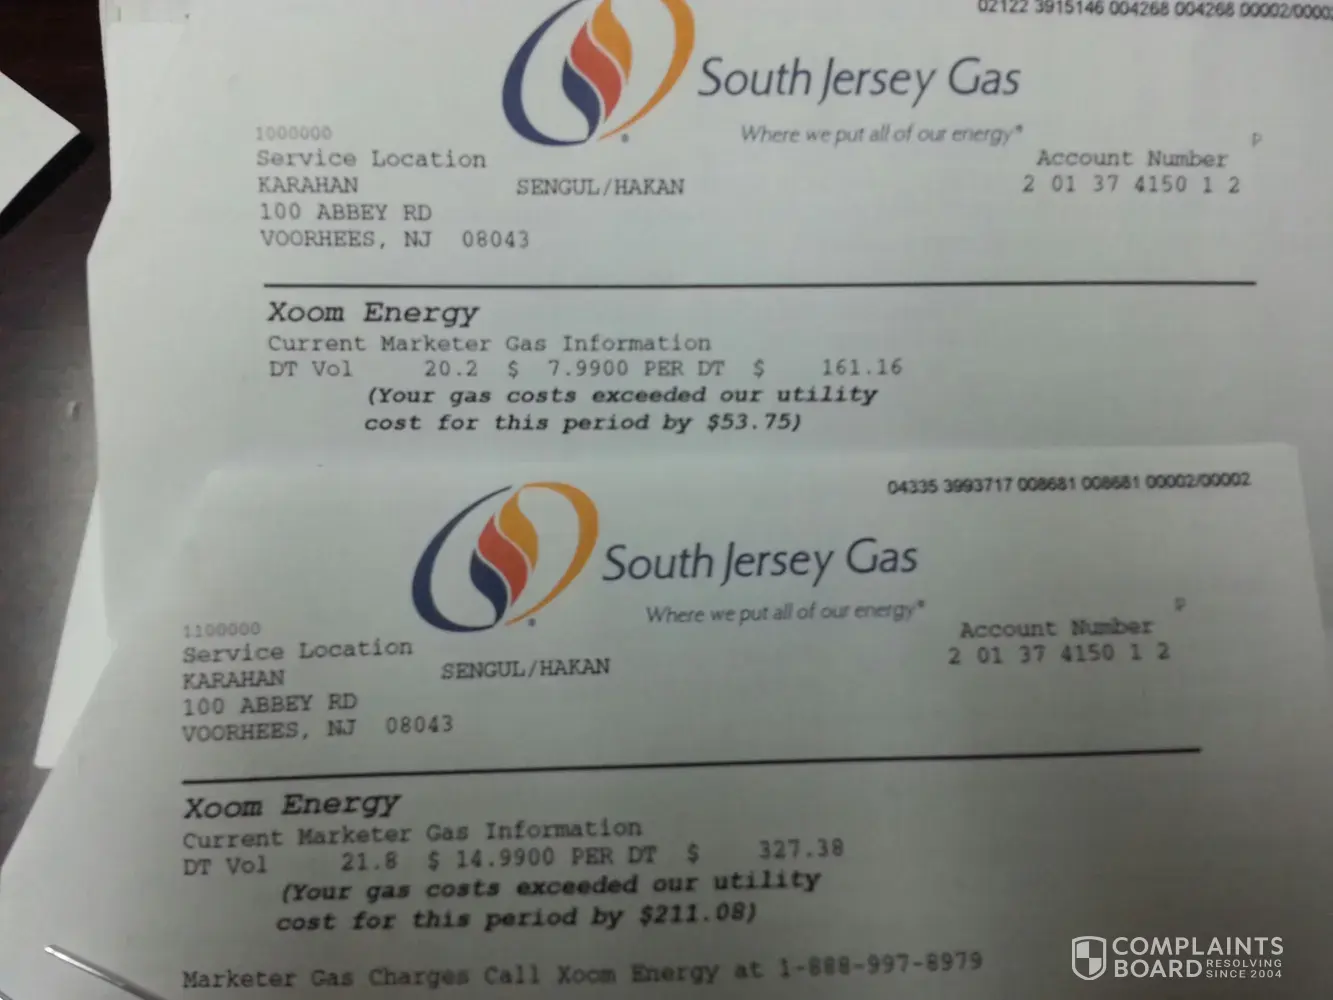 02122 3915146 004268 004268 00002/00002
South Jersey Gas
Where we put all of our energy®
P
1000000
Service Location
Account Number
KARAHAN SENGUL/HAKAN
2 01 37 4150 1 2
100 ABBEY RD
VOORHEES, NJ 08043
Xoom Energy
Current Marketer Gas Information
DT Vol 20.2 $ 7.9900 PER DT $ 161.16
(Your gas costs exceeded our utility
cost for this period by $53.75)
04335 3993717 008681 008681 00002/00002
South Jersey Gas
Where we put all of our energy®
P
1100000
Service Location
Account Number
KARAHAN SENGUL/HAKAN
2 01 37 4150 1 2
100 ABBEY RD
VOORHEES, NJ 08043
Xoom Energy
Current Marketer Gas Information
DT Vol 21.8 $ 14.9900 PER DT $ 327.38
(Your gas costs exceeded our utility
cost for this period by $211.08)
Marketer Gas Charges Call Xoom Energy at 1-888-997-8979
COMPLAINTS
BOARD RESOLVING
SINCE 2004